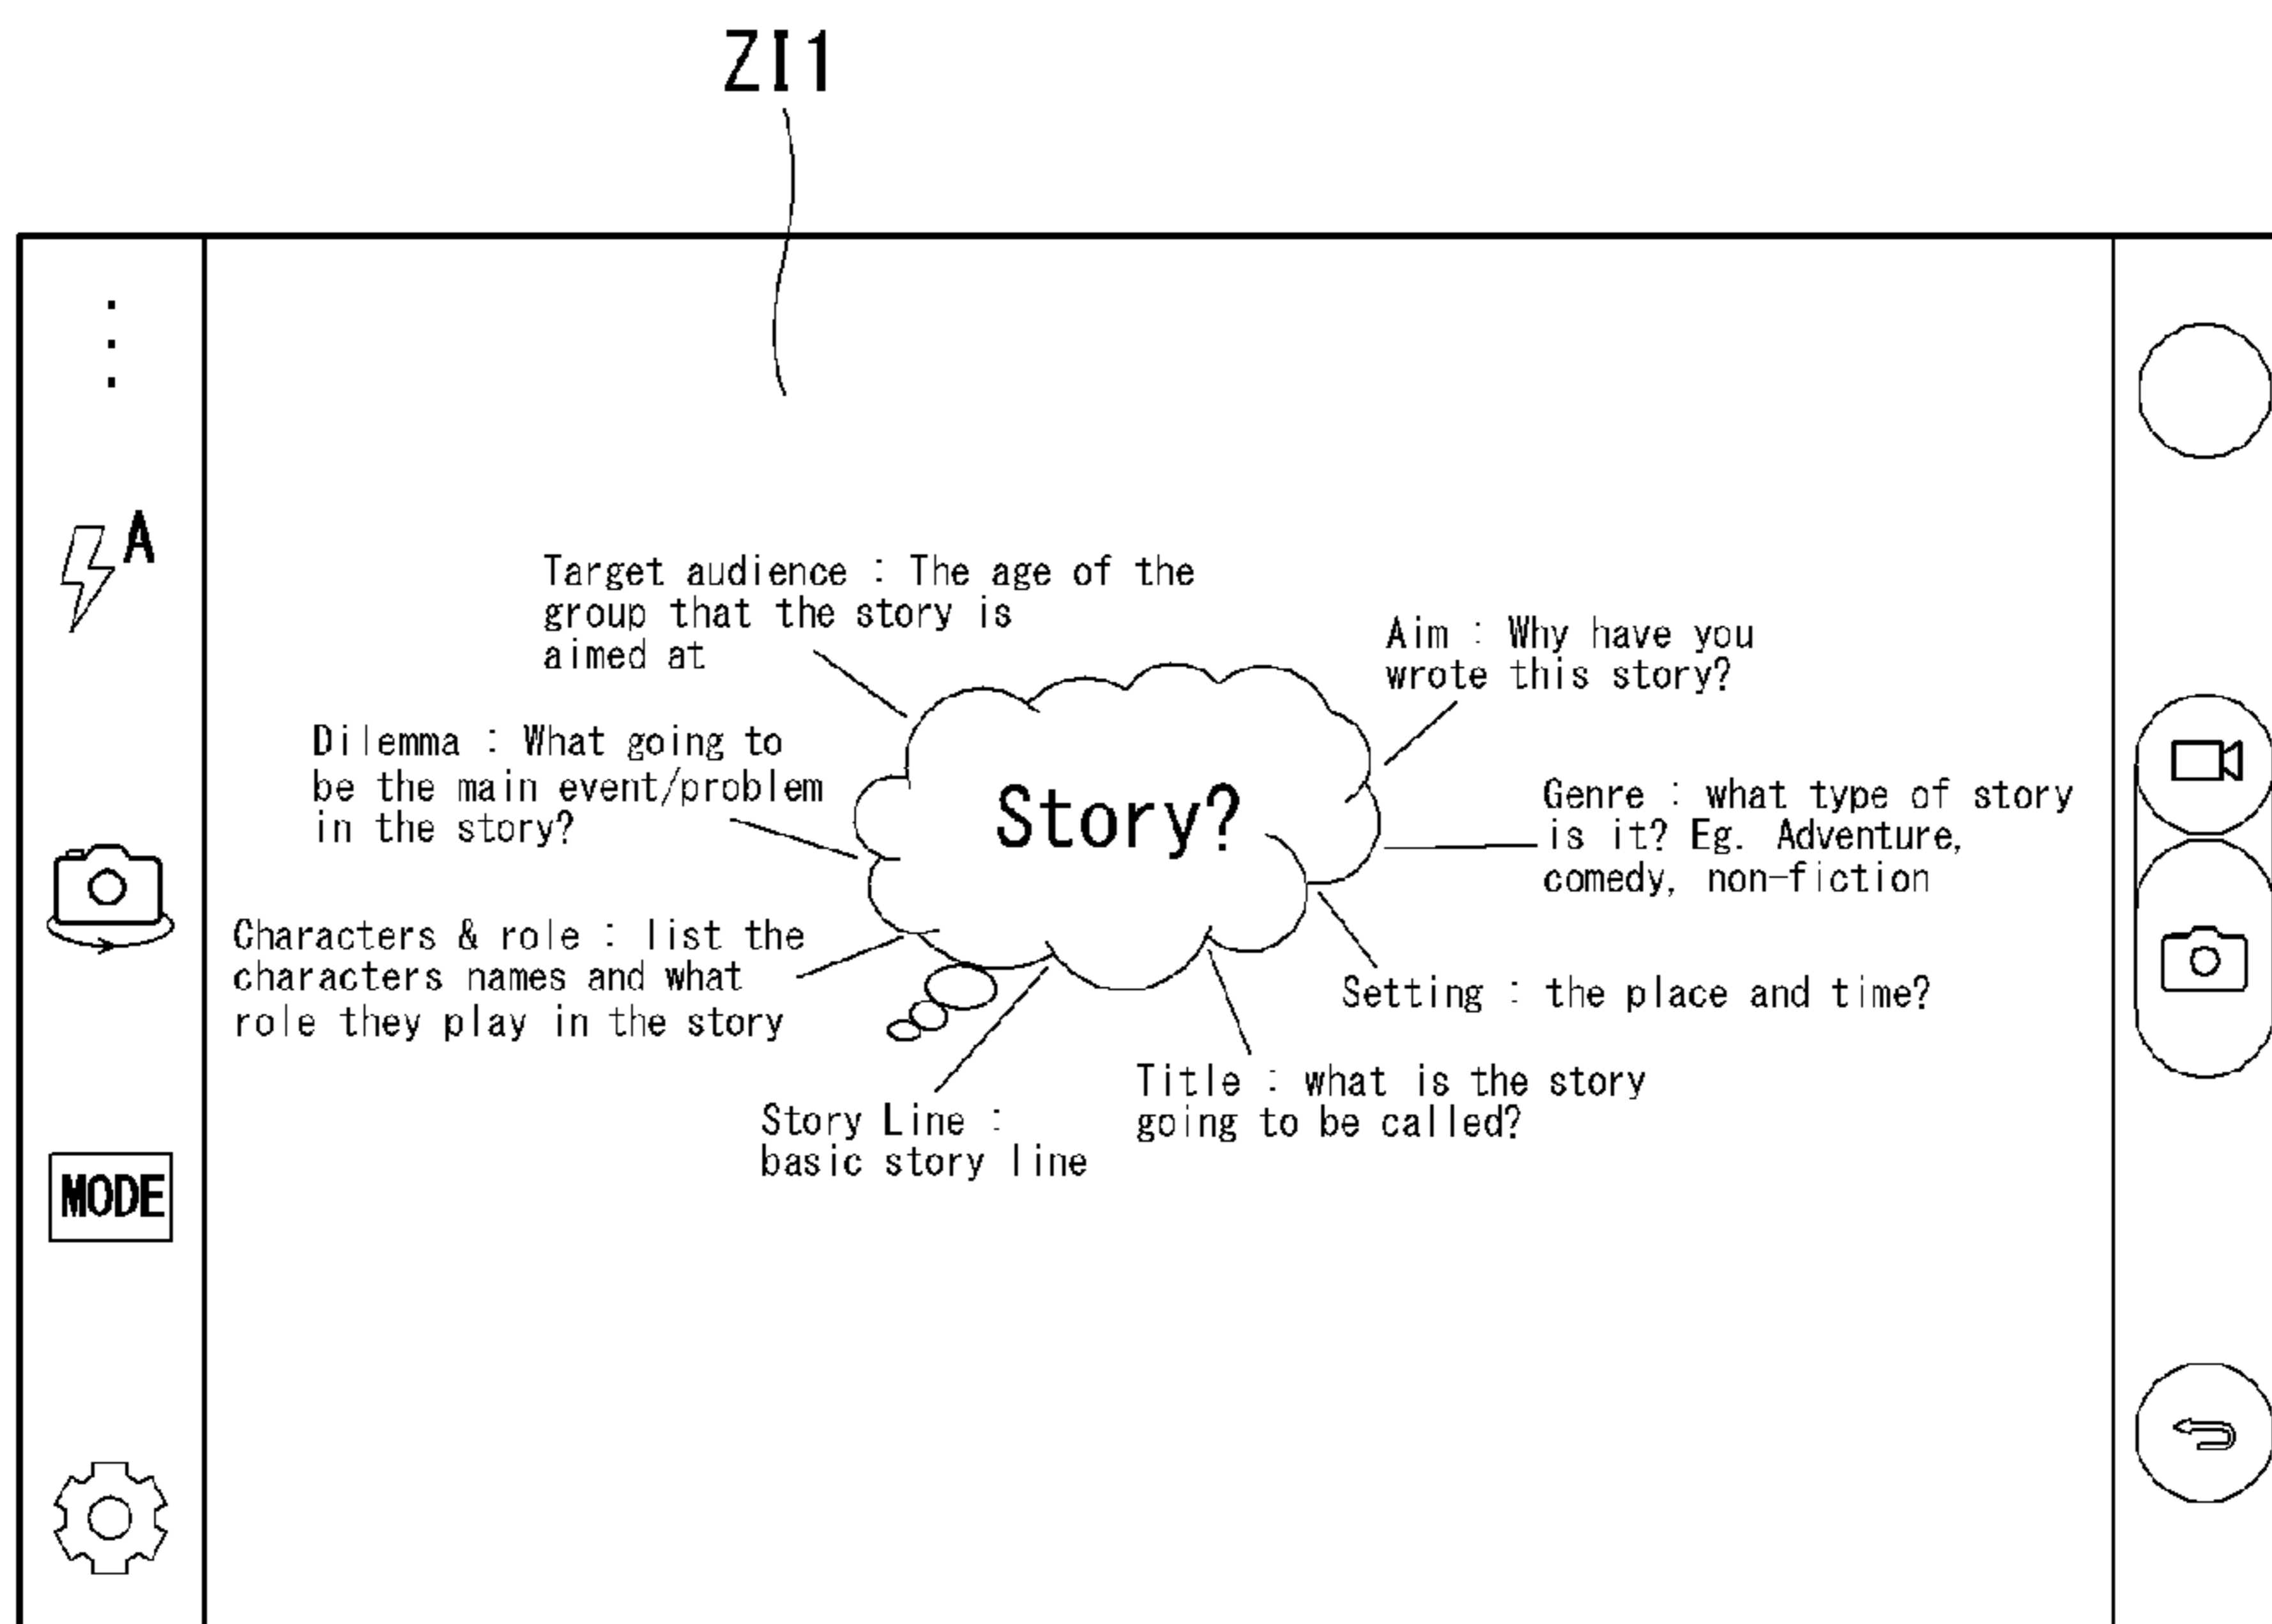 ZI1
A
Target audience : The age of the
group that the story is
aimed at
Aim : Why have you
wrote this story?
Dilemma : What going to
be the main event/problem
in the story?
Story?
Genre : what type of story
is it? Eg. Adventure,
comedy, non-fiction
Characters & role : list the
characters names and what
role they play in the story
Setting : the place and time?
Title : what is the story
going to be called?
Story Line :
basic story line
MODE